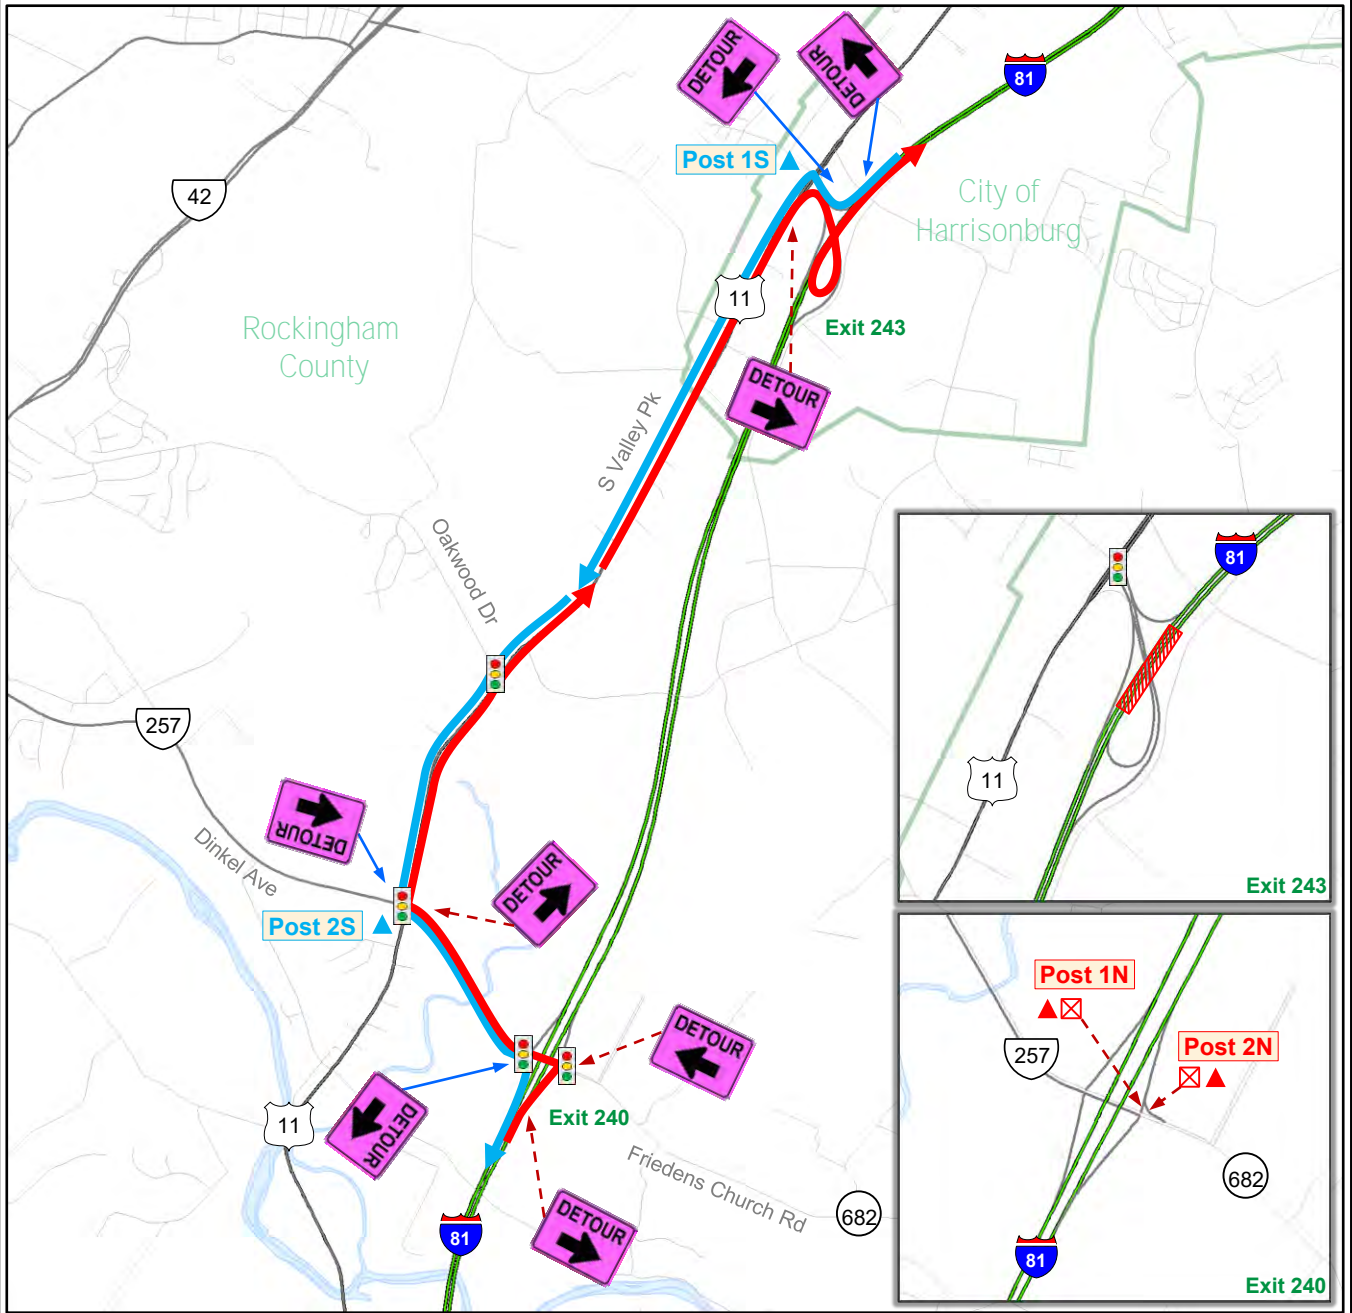 DETOUR
DETOUR
81
Post 1S
42
City of
Harrisonburg
11
Exit 243
Rockingham
County
DETOUR
S Valley Pk
Oakwood Dr
257
DETOUR
Dinkel Ave
DETOUR
Post 2S
DETOUR
DETOUR
11
Exit 240
Friedens Church Rd
682
DETOUR
81
81
11
Exit 243
Post 1N
257
Post 2N
682
81
Exit 240